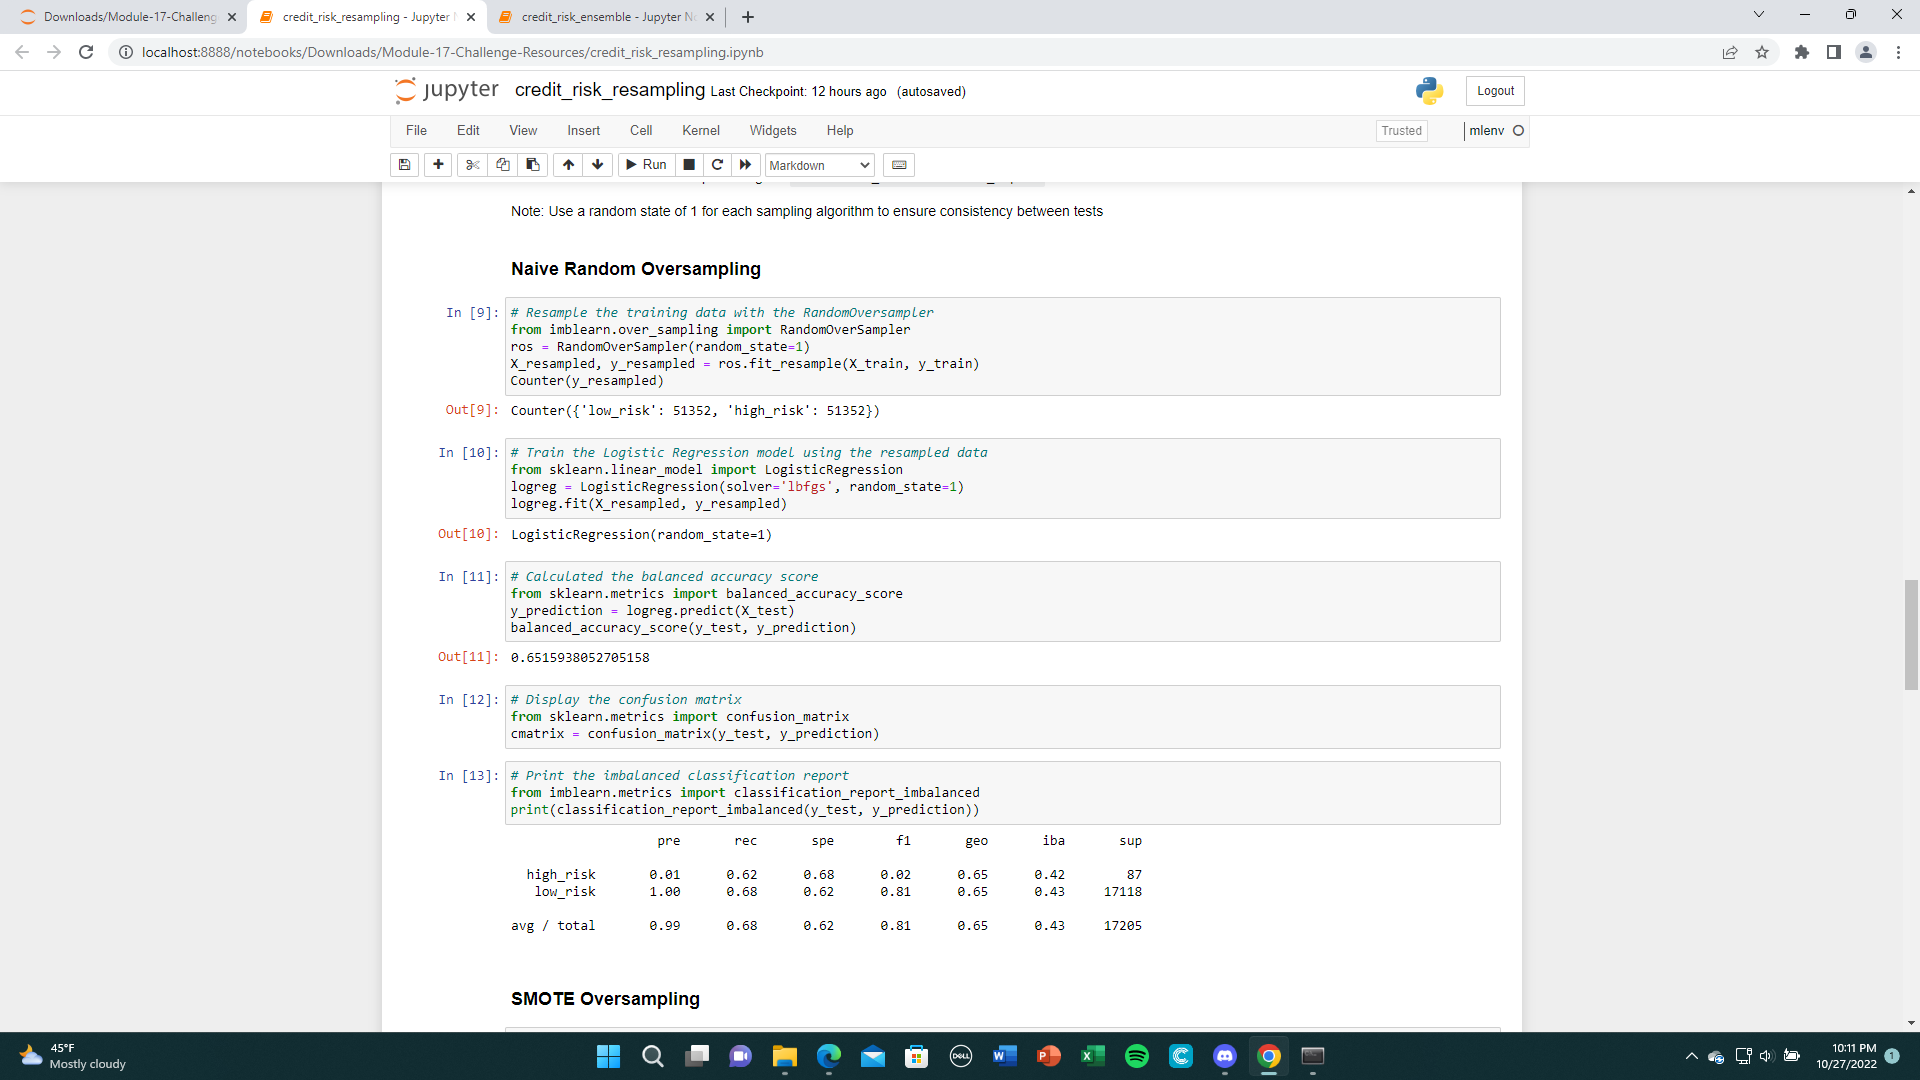 Downloads/Module-17-Challeng
credit_risk_resampling - Jupyter
credit_risk_ensemble - Jupyter N
localhost:8888/notebooks/Downloads/Module-17-Challenge-Resources/credit_risk_resampling.ipynb
jupyter credit_risk_resampling Last Checkpoint: 12 hours ago (autosaved)
Logout
File Edit View Insert Cell Kernel Widgets Help
Trusted
mlenv
Run
Markdown
Note: Use a random state of 1 for each sampling algorithm to ensure consistency between tests
Naive Random Oversampling
In [9]: # Resample the training data with the RandomOversampler
from imblearn.over_sampling import RandomOverSampler
ros = RandomOverSampler(random_state=1)
X_resampled, y_resampled = ros.fit_resample(X_train, y_train)
Counter(y_resampled)
Out[9]: Counter({'low_risk': 51352, 'high_risk': 51352})
In [10]: # Train the Logistic Regression model using the resampled data
from sklearn.linear_model import LogisticRegression
logreg = LogisticRegression(solver='lbfgs', random_state=1)
logreg.fit(X_resampled, y_resampled)
Out[10]: LogisticRegression(random_state=1)
In [11]: # Calculated the balanced accuracy score
from sklearn.metrics import balanced_accuracy_score
y_prediction = logreg.predict(X_test)
balanced_accuracy_score(y_test, y_prediction)
Out[11]: 0.6515938052705158
In [12]: # Display the confusion matrix
from sklearn.metrics import confusion_matrix
cmatrix = confusion_matrix(y_test, y_prediction)
In [13]: # Print the imbalanced classification report
from imblearn.metrics import classification_report_imbalanced
print(classification_report_imbalanced(y_test, y_prediction))
pre rec spe f1 geo iba sup
high_risk 0.01 0.62 0.68 0.02 0.65 0.42 87
low_risk 1.00 0.68 0.62 0.81 0.65 0.43 17118
avg / total 0.99 0.68 0.62 0.81 0.65 0.43 17205
SMOTE Oversampling
45°F
Mostly cloudy
DELL
10:11 PM
10/27/2022
1